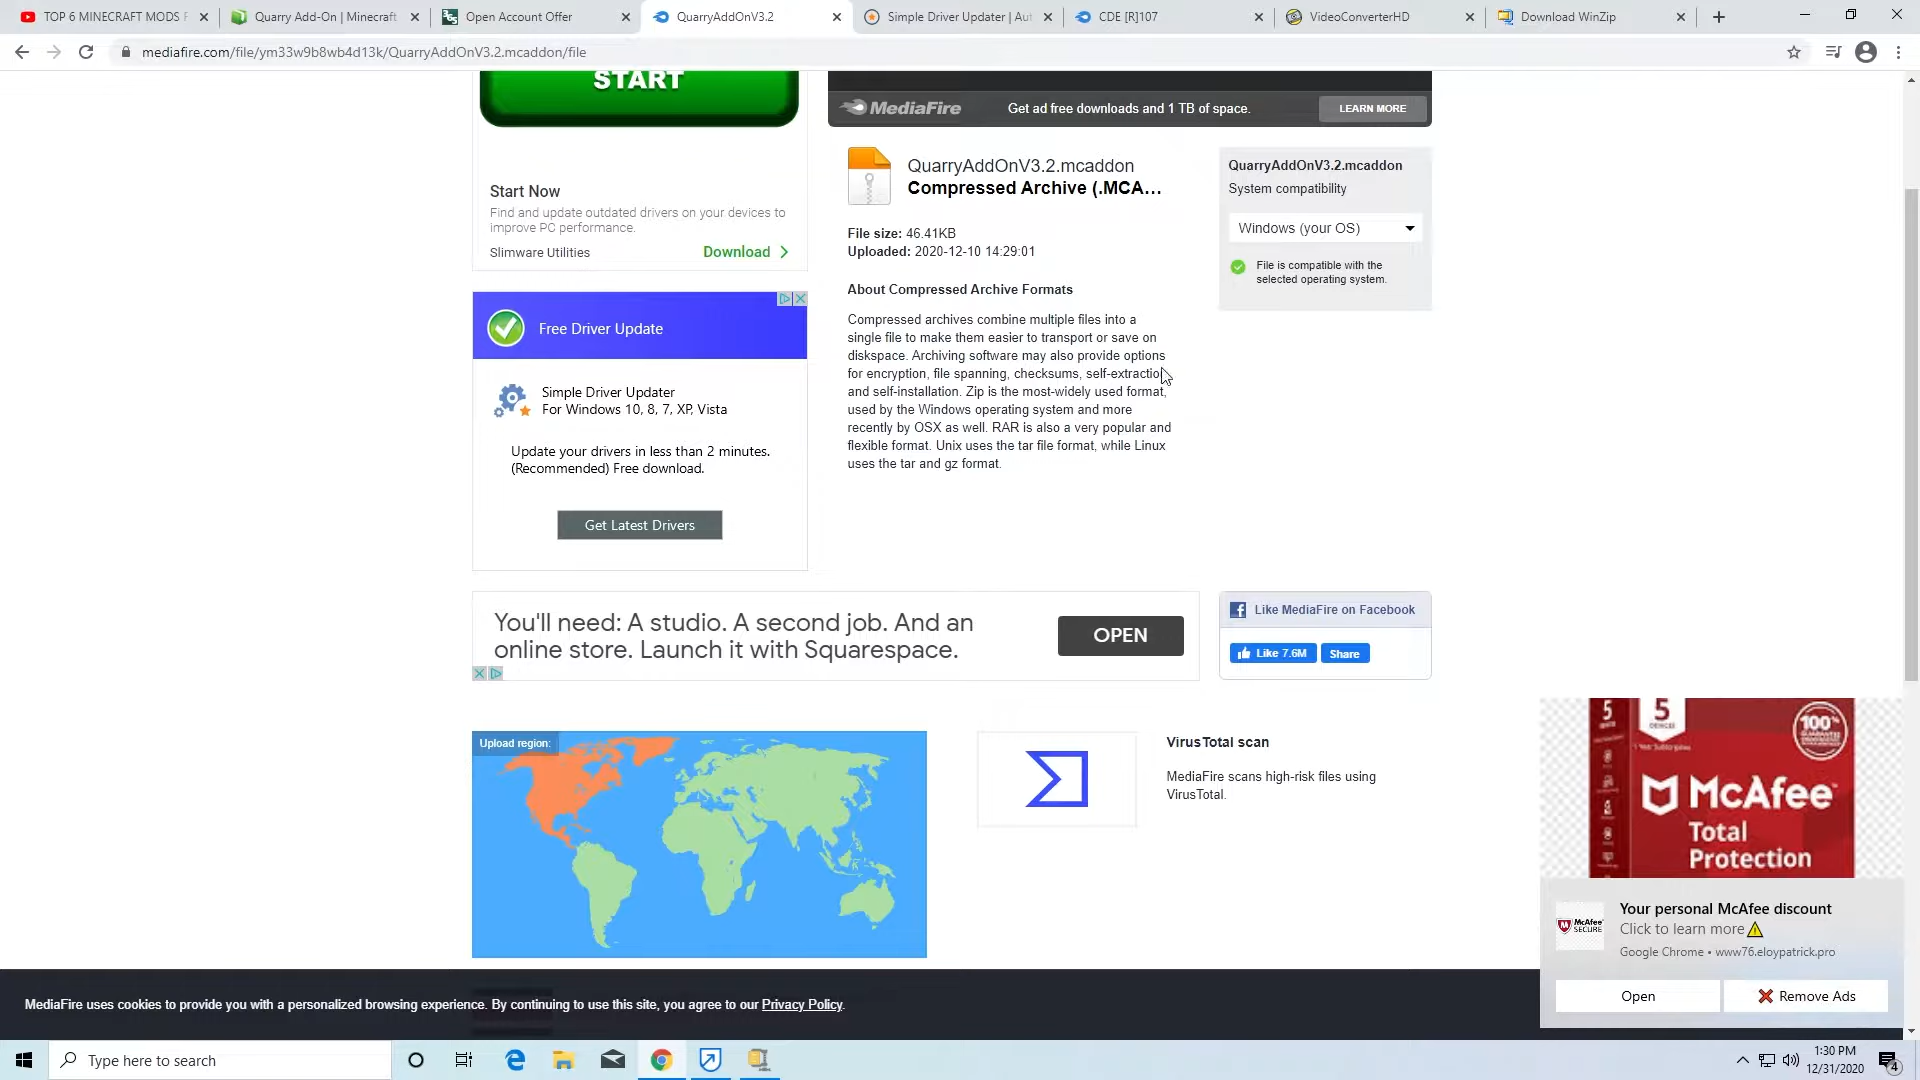 TOP 6 MINECRAFT MODS F
Quarry Add-On | Minecraft
Open Account Offer
QuarryAddOnV3.2
Simple Driver Updater | Aut
CDE [R]107
VideoConverterHD
Download WinZip
mediafire.com/file/ym33w9b8wb4d13k/QuarryAddOnV3.2.mcaddon/file
START
Start Now
Find and update outdated drivers on your devices to
improve PC performance.
Slimware Utilities
Download
Free Driver Update
Simple Driver Updater
For Windows 10, 8, 7, XP, Vista
Update your drivers in less than 2 minutes.
(Recommended) Free download.
Get Latest Drivers
MediaFire
Get ad free downloads and 1 TB of space.
LEARN MORE
QuarryAddOnV3.2.mcaddon
Compressed Archive (.MCA...
File size: 46.41KB
Uploaded: 2020-12-10 14:29:01
About Compressed Archive Formats
Compressed archives combine multiple files into a
single file to make them easier to transport or save on
diskspace. Archiving software may also provide options
for encryption, file spanning, checksums, self-extraction
and self-installation. Zip is the most-widely used format,
used by the Windows operating system and more
recently by OSX as well. RAR is also a very popular and
flexible format. Unix uses the tar file format, while Linux
uses the tar and gz format.
QuarryAddOnV3.2.mcaddon
System compatibility
Windows (your OS)
File is compatible with the
selected operating system.
You'll need: A studio. A second job. And an
online store. Launch it with Squarespace.
OPEN
Like MediaFire on Facebook
Like 7.6M
Share
Upload region:
VirusTotal scan
MediaFire scans high-risk files using
VirusTotal.
5
5
100%
McAfee
Total
Protection
McAfee
SECURE
Your personal McAfee discount
Click to learn more
Google Chrome • www76.eloypatrick.pro
Open
Remove Ads
MediaFire uses cookies to provide you with a personalized browsing experience. By continuing to use this site, you agree to our Privacy Policy.
Type here to search
1:30 PM
12/31/2020
4